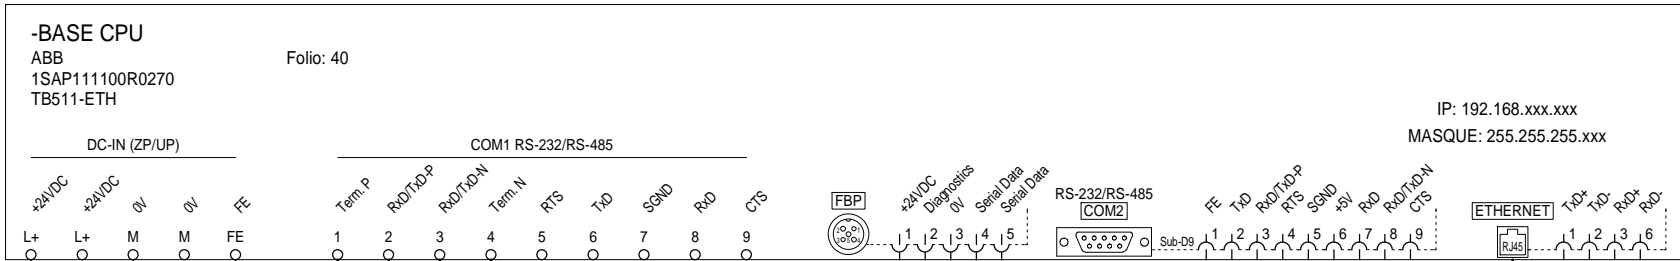 -BASE CPU
ABB
Folio: 40
1SAP111100R0270
TB511-ETH
IP: 192.168.xxx.xxx
MASQUE: 255.255.255.xxx
DC-IN (ZP/UP)
COM1 RS-232/RS-485
+24VDC +24VDC 0V 0V FE
L+ L+ M M FE
Term. P RxD/TxD-P RxD/TxD-N Term. N RTS TxD SGND RxD CTS
1 2 3 4 5 6 7 8 9
FBP
+24VDC Diagnostics 0V Serial Data Serial Data
1 2 3 4 5
RS-232/RS-485
COM2
Sub-D9
FE TxD RxD/TxD-P RTS SGND +5V RxD RxD/TxD-N CTS
1 2 3 4 5 6 7 8 9
ETHERNET
RJ45
TxD+ TxD- RxD+ RxD-
1 2 3 6